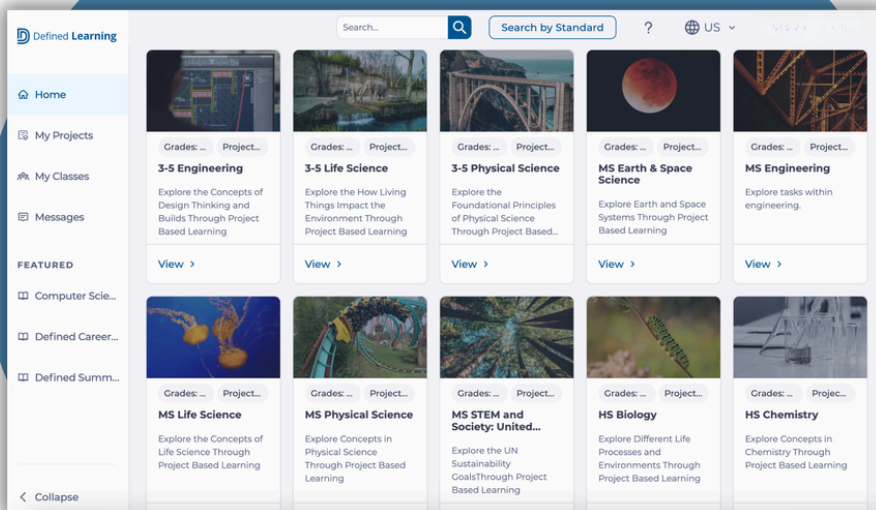 Defined Learning
Search...
Search by Standard
?
US
Home
My Projects
My Classes
Messages
FEATURED
Computer Scie...
Defined Career...
Defined Summ...
Collapse
Grades: ... Project...
3-5 Engineering
Explore the Concepts of
Design Thinking and
Builds Through Project
Based Learning
View >
Grades: ... Project...
3-5 Life Science
Explore the How Living
Things Impact the
Environment Through
Project Based Learning
View >
Grades: ... Project...
3-5 Physical Science
Explore the
Foundational Principles
of Physical Science
Through Project Based...
View >
Grades: ... Project...
MS Earth & Space
Science
Explore Earth and Space
Systems Through Project
Based Learning
View >
Grades: ... Project...
MS Engineering
Explore tasks within
engineering.
View >
Grades: ... Project...
MS Life Science
Explore the Concepts of
Life Science Through
Project Based Learning
Grades: ... Project...
MS Physical Science
Explore Concepts in
Physical Science
Through Project Based
Learning
Grades: ... Project...
MS STEM and
Society: United...
Explore the UN
Sustainability
GoalsThrough Project
Based Learning
Grades: ... Project...
HS Biology
Explore Different Life
Processes and
Environments Through
Project Based Learning
Grades: ... Projec...
HS Chemistry
Explore Concepts in
Chemistry Through
Project Based Learning